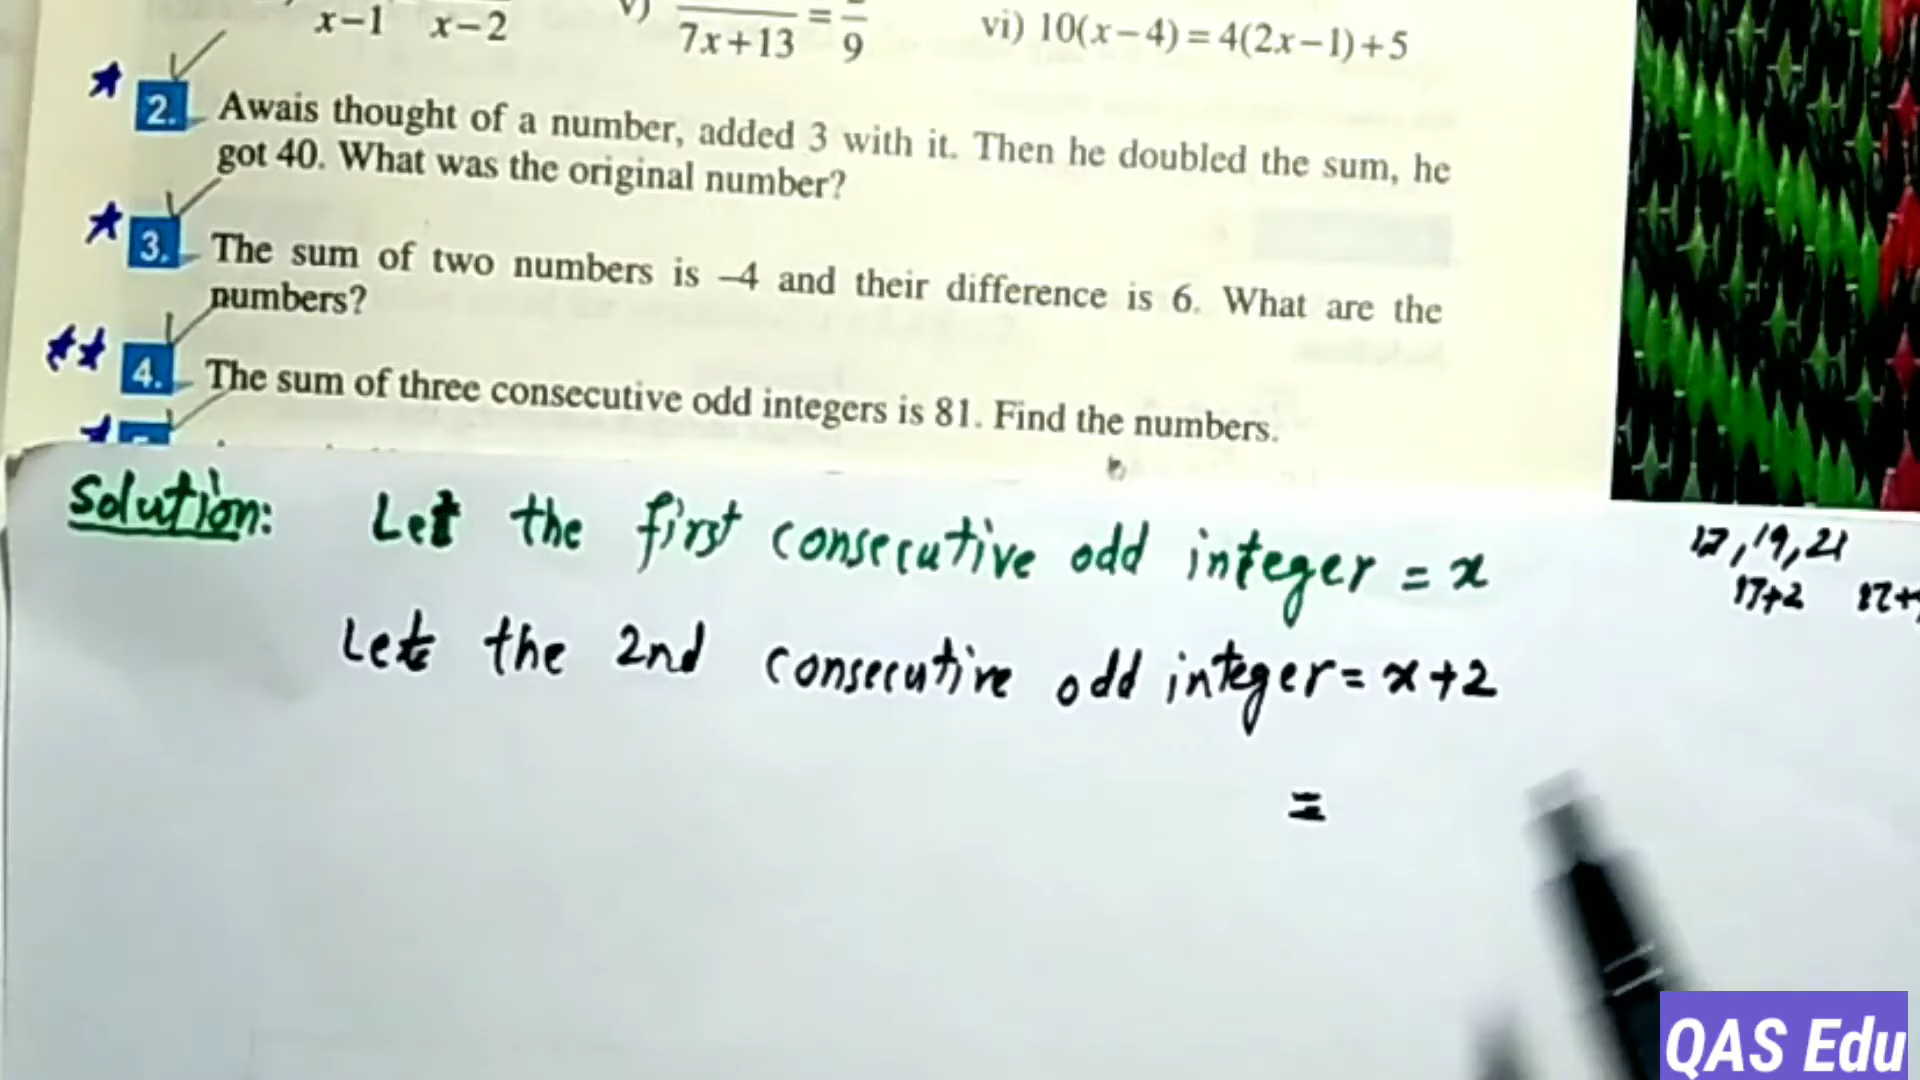 x−1 x−2 v) 7x+13 = 9 vi) 10(x−4) = 4(2x−1)+5
2. Awais thought of a number, added 3 with it. Then he doubled the sum, he
got 40. What was the original number?
3. The sum of two numbers is –4 and their difference is 6. What are the
numbers?
4. The sum of three consecutive odd integers is 81. Find the numbers.
Solution: Let the first consecutive odd integer = x
17,19,21
17+2 17+
Let the 2nd consecutive odd integer = x+2
=
QAS Edu